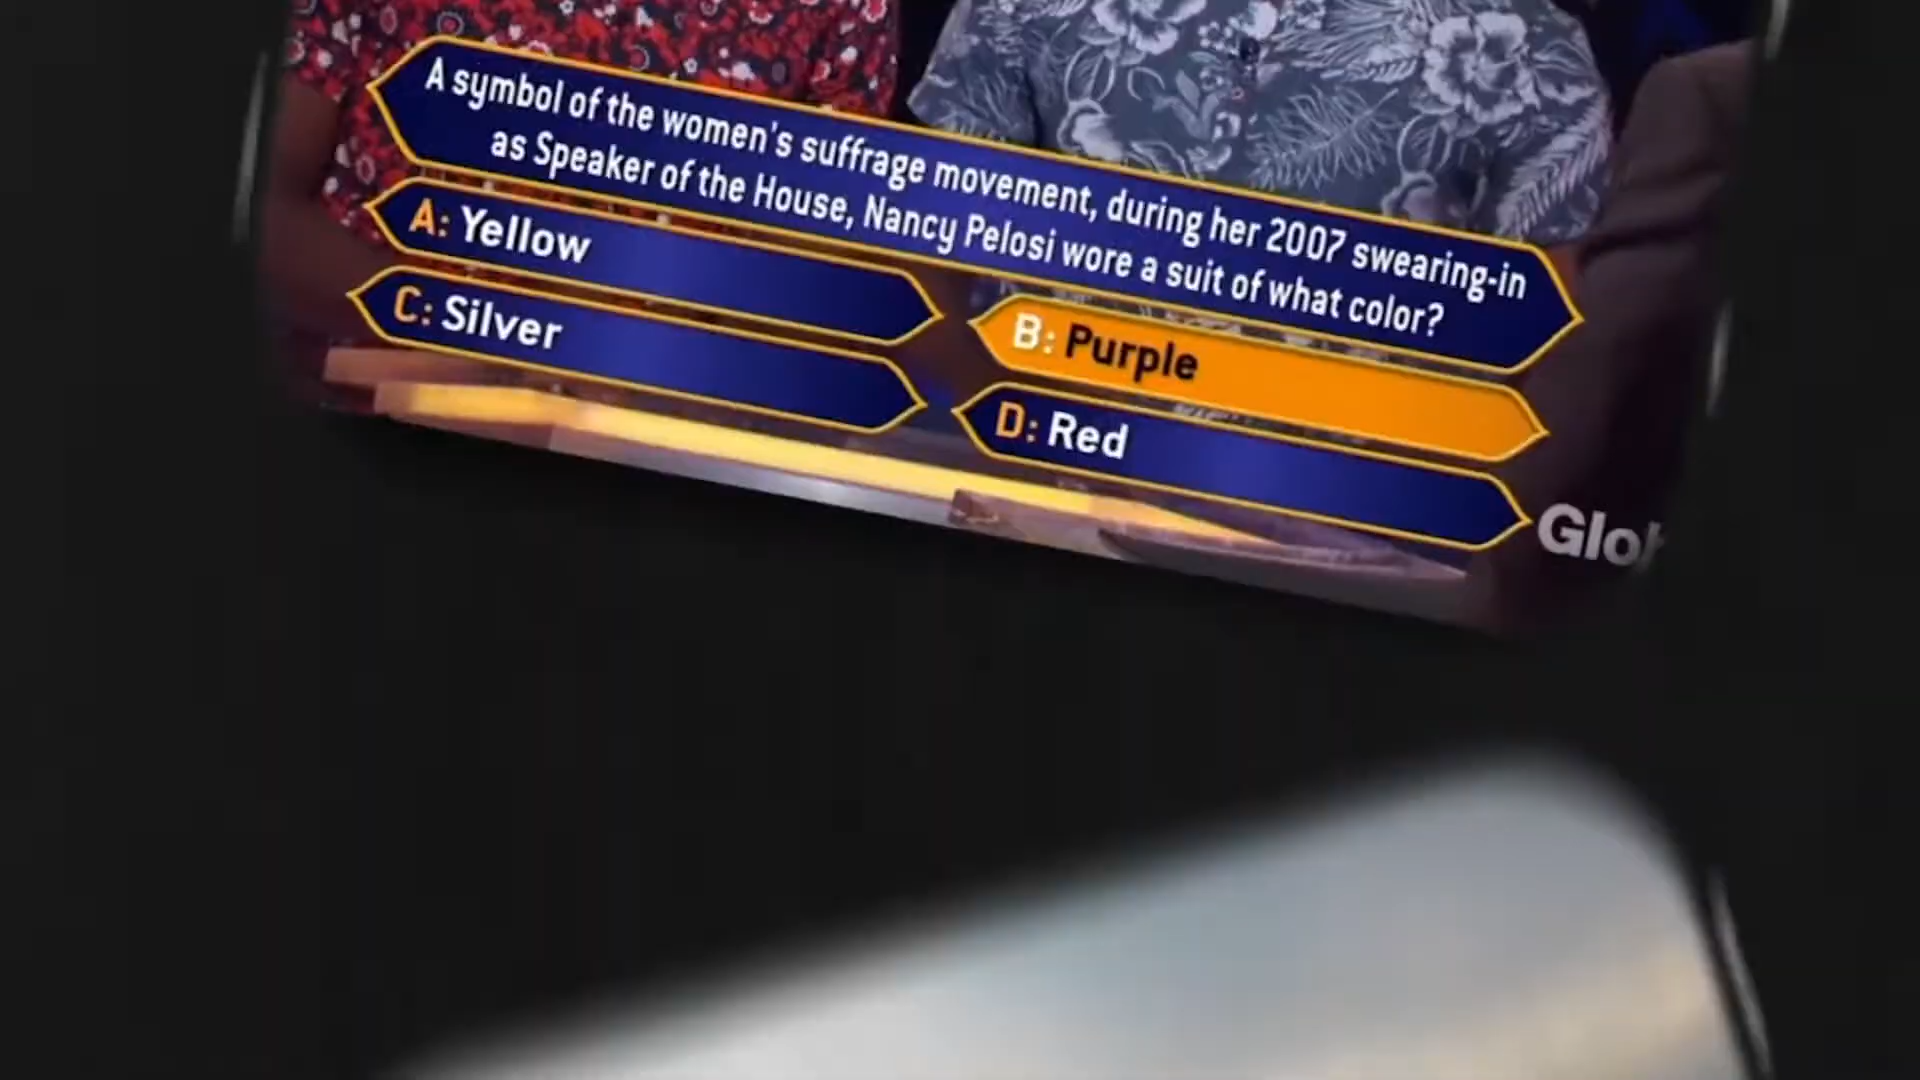 A symbol of the women's suffrage movement, during her 2007 swearing-in
as Speaker of the House, Nancy Pelosi wore a suit of what color?
A: Yellow
B: Purple
C: Silver
D: Red